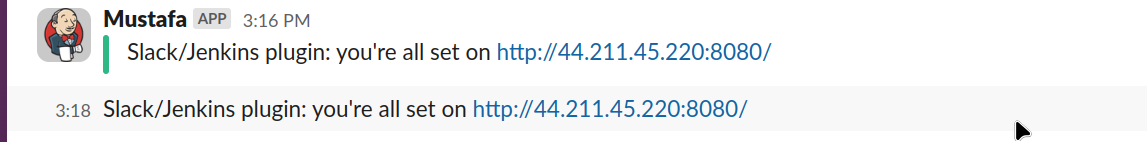 Mustafa APP 3:16 PM
Slack/Jenkins plugin: you're all set on http://44.211.45.220:8080/
3:18 Slack/Jenkins plugin: you're all set on http://44.211.45.220:8080/